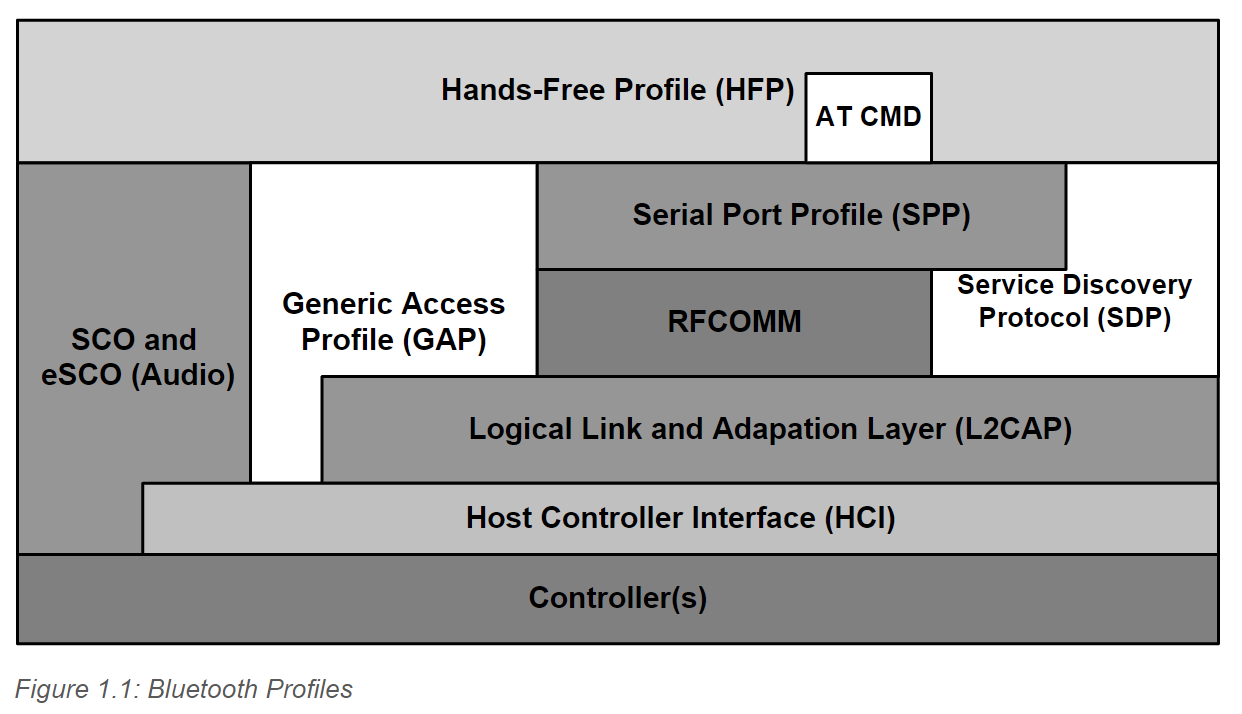 Hands-Free Profile (HFP)
AT CMD
Serial Port Profile (SPP)
Generic Access
Profile (GAP)
RFCOMM
Service Discovery
Protocol (SDP)
SCO and
eSCO (Audio)
Logical Link and Adapation Layer (L2CAP)
Host Controller Interface (HCI)
Controller(s)
Figure 1.1: Bluetooth Profiles